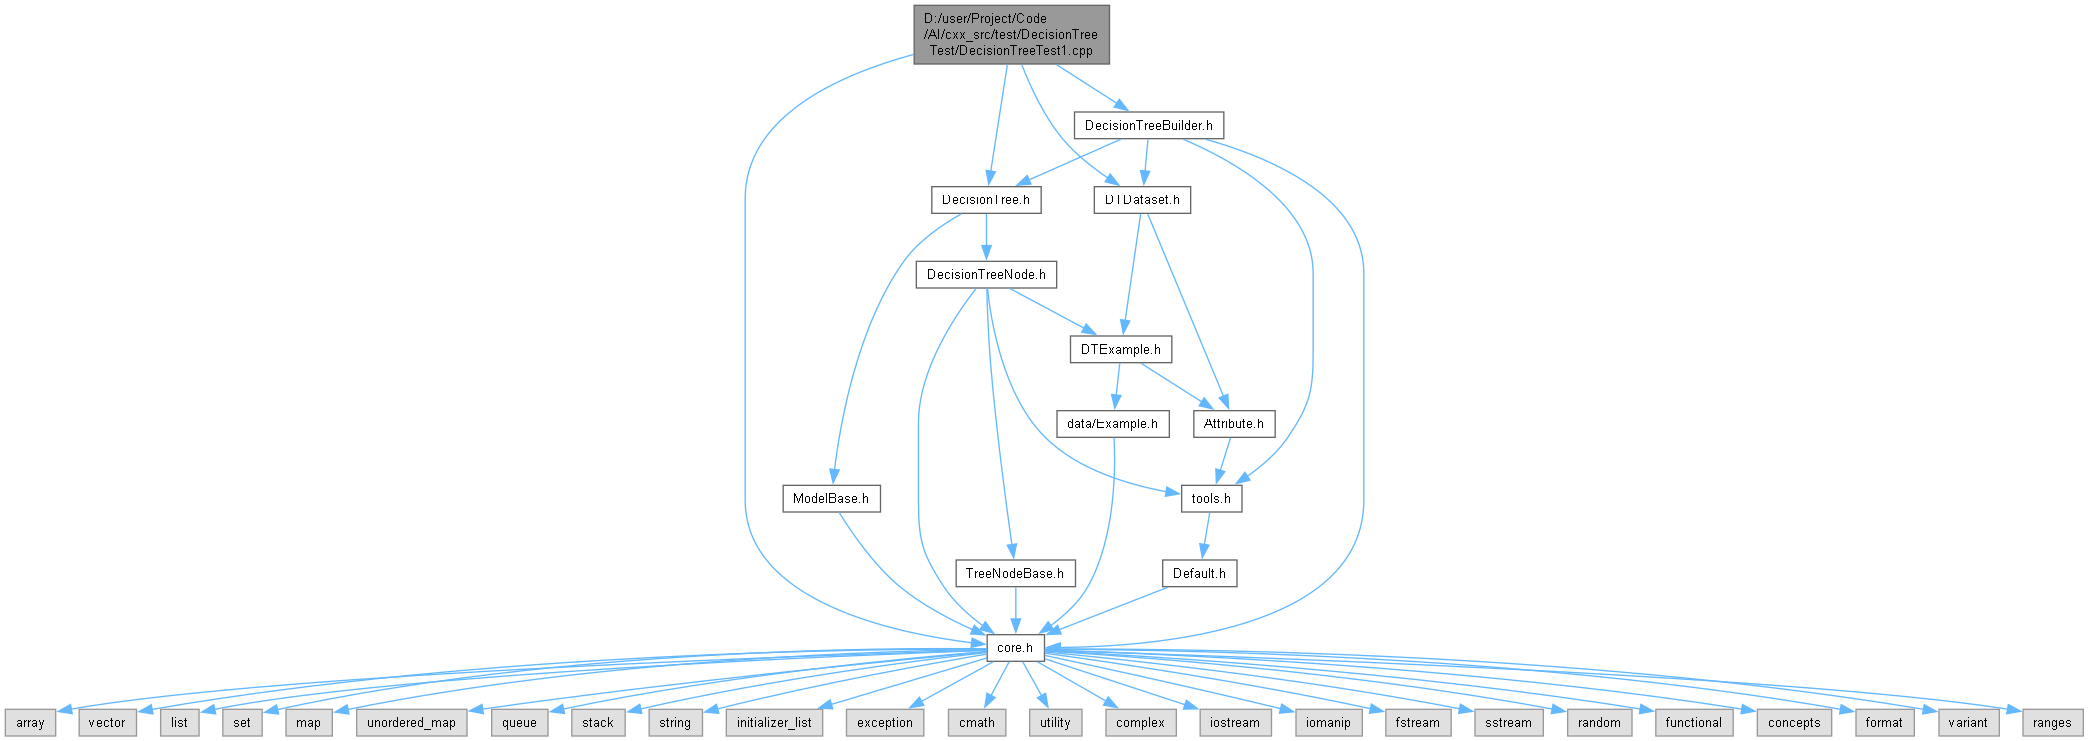 D:/user/Project/Code
/AI/cxx_src/test/DecisionTree
Test/DecisionTreeTest1.cpp
DecisionTreeBuilder.h
DecisionTree.h
DTDataset.h
DecisionTreeNode.h
DTExample.h
data/Example.h
Attribute.h
ModelBase.h
tools.h
TreeNodeBase.h
Default.h
core.h
array
vector
list
set
map
unordered_map
queue
stack
string
initializer_list
exception
cmath
utility
complex
iostream
iomanip
fstream
sstream
random
functional
concepts
format
variant
ranges